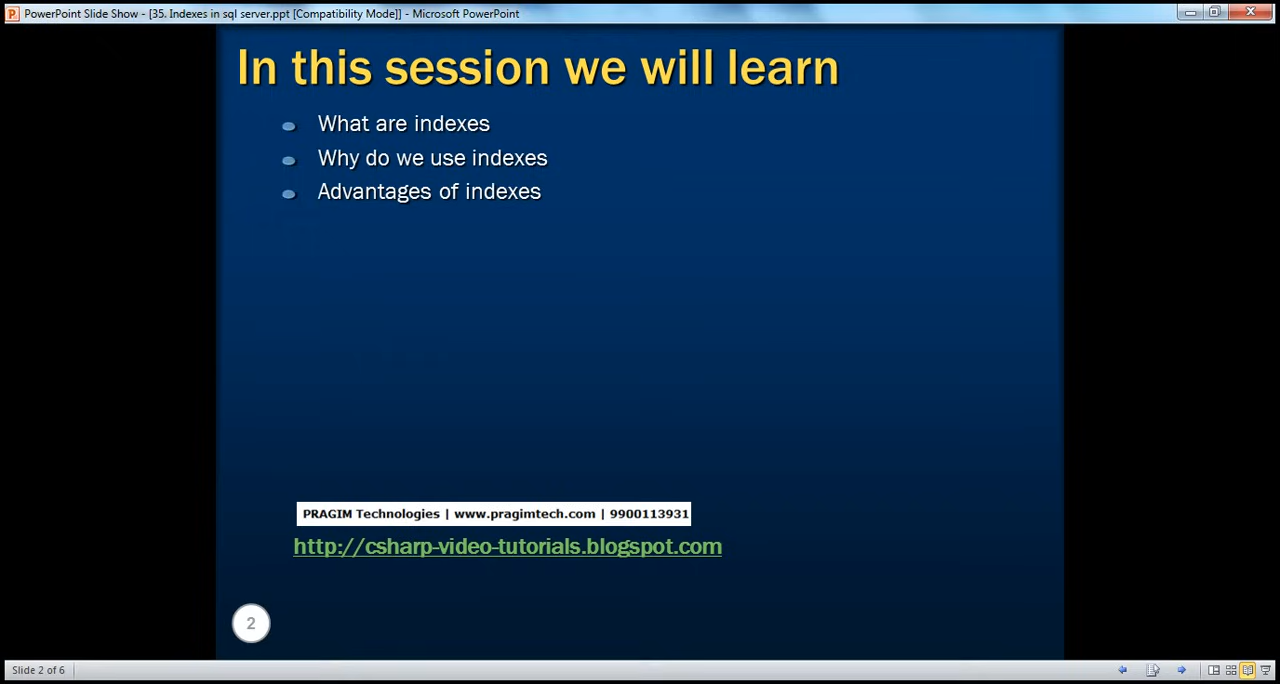 PowerPoint Slide Show - [35. Indexes in sql server.ppt [Compatibility Mode]] - Microsoft PowerPoint
In this session we will learn
What are indexes
Why do we use indexes
Advantages of indexes
PRAGIM Technologies | www.pragimtech.com | 9900113931
http://csharp-video-tutorials.blogspot.com
2
Slide 2 of 6